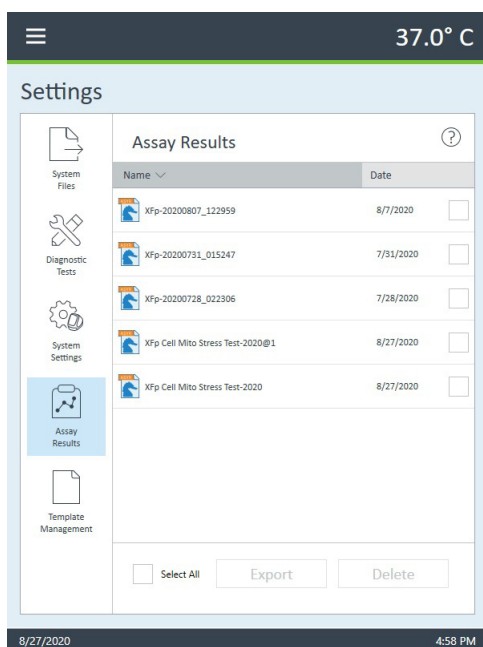 37.0° C
Settings
System
Files
Diagnostic
Tests
System
Settings
Assay
Results
Template
Management
Assay Results
?
Name Date
XFp-20200807_122959 8/7/2020
XFp-20200731_015247 7/31/2020
XFp-20200728_022306 7/28/2020
XFp Cell Mito Stress Test-2020@1 8/27/2020
XFp Cell Mito Stress Test-2020 8/27/2020
Select All Export Delete
8/27/2020 4:58 PM